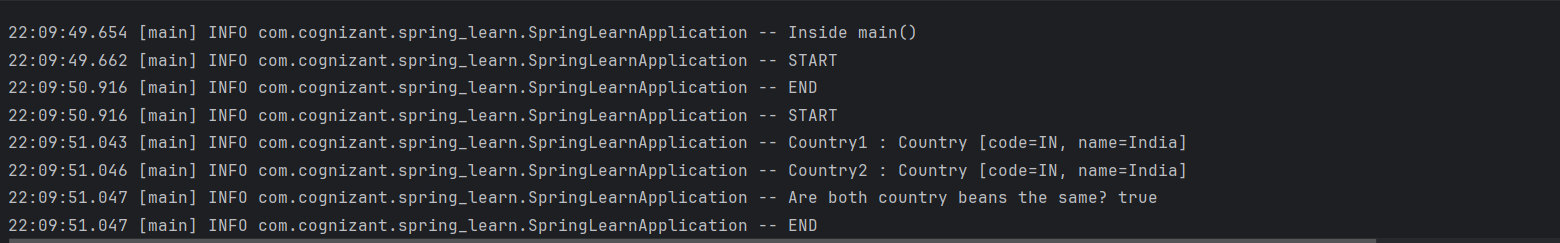 22:09:49.654 [main] INFO com.cognizant.spring_learn.SpringLearnApplication -- Inside main()
22:09:49.662 [main] INFO com.cognizant.spring_learn.SpringLearnApplication -- START
22:09:50.916 [main] INFO com.cognizant.spring_learn.SpringLearnApplication -- END
22:09:50.916 [main] INFO com.cognizant.spring_learn.SpringLearnApplication -- START
22:09:51.043 [main] INFO com.cognizant.spring_learn.SpringLearnApplication -- Country1 : Country [code=IN, name=India]
22:09:51.046 [main] INFO com.cognizant.spring_learn.SpringLearnApplication -- Country2 : Country [code=IN, name=India]
22:09:51.047 [main] INFO com.cognizant.spring_learn.SpringLearnApplication -- Are both country beans the same? true
22:09:51.047 [main] INFO com.cognizant.spring_learn.SpringLearnApplication -- END